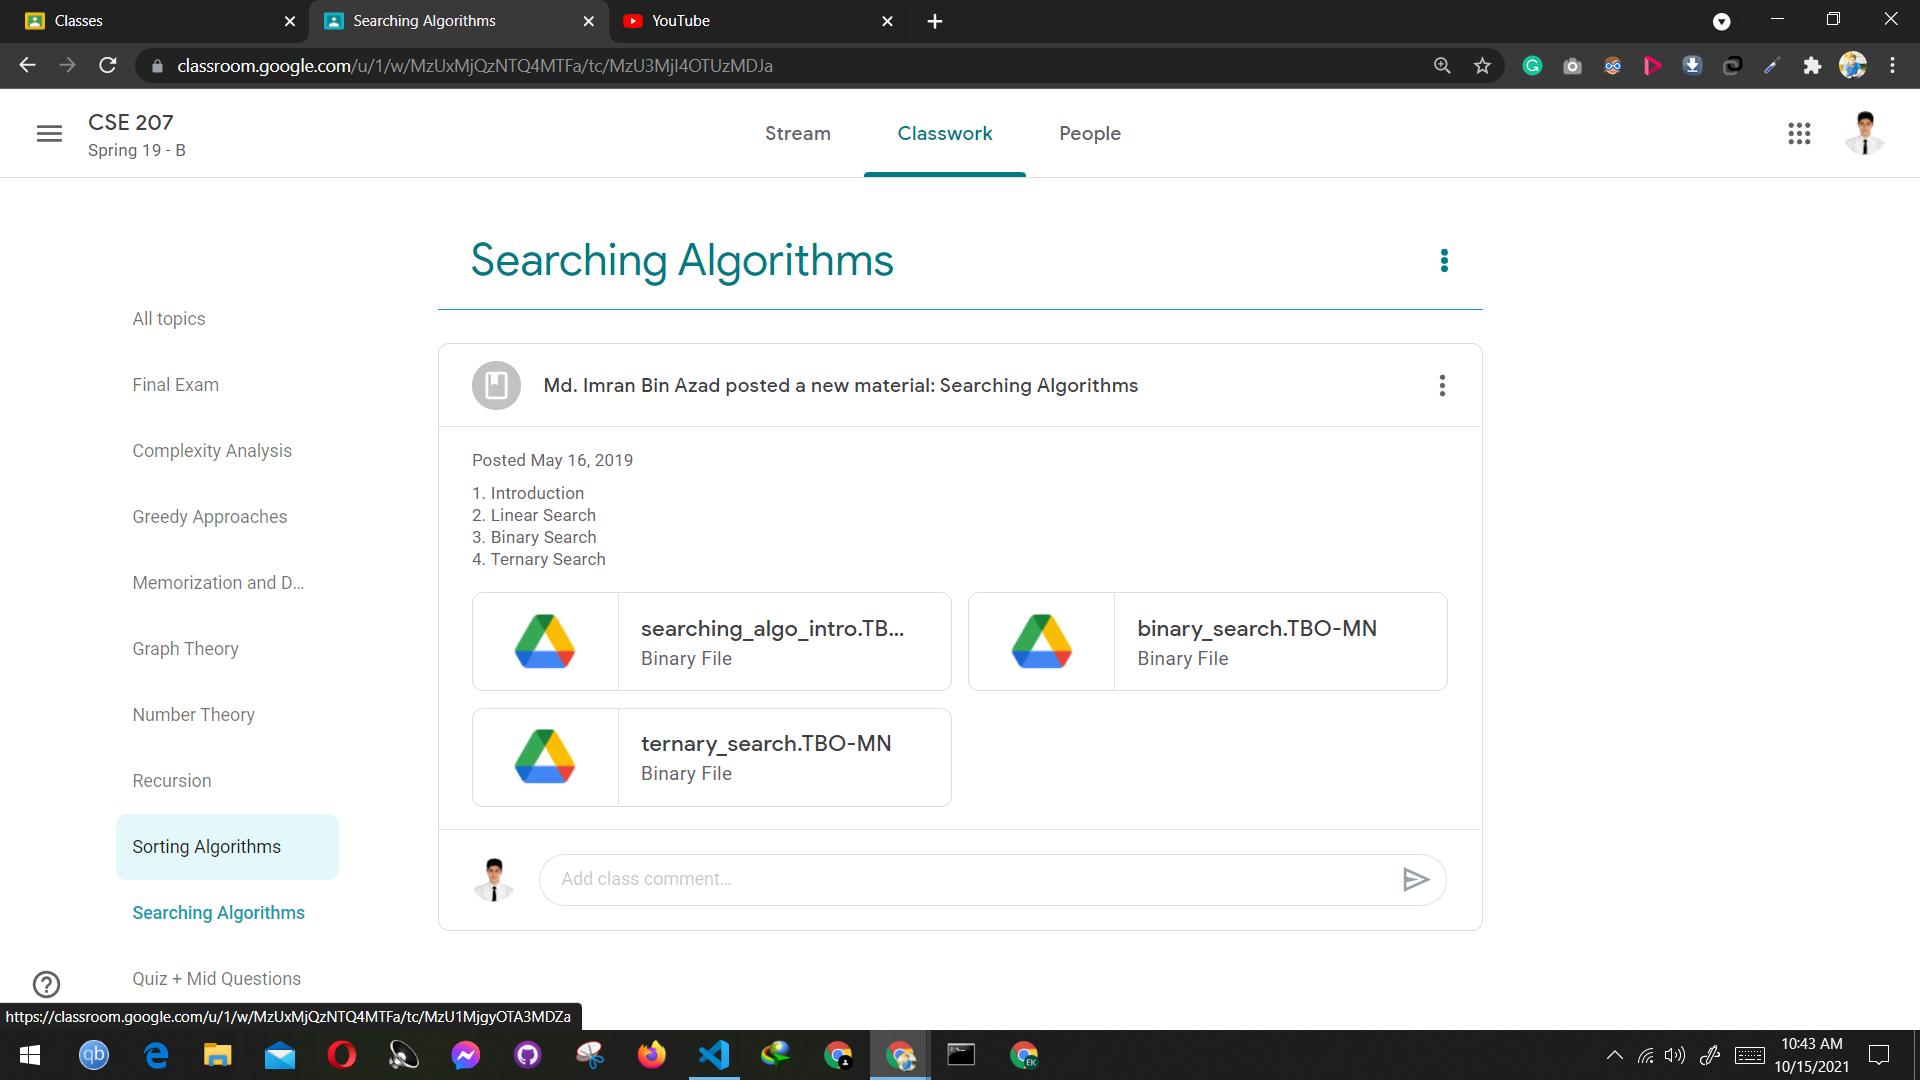 Classes
Searching Algorithms
YouTube
classroom.google.com/u/1/w/MzUxMjQzNTQ4MTFa/tc/MzU3MjI4OTUzMDJa
CSE 207
Spring 19 - B
Stream
Classwork
People
Searching Algorithms
All topics
Final Exam
Complexity Analysis
Greedy Approaches
Memorization and D...
Graph Theory
Number Theory
Recursion
Sorting Algorithms
Searching Algorithms
Quiz + Mid Questions
Md. Imran Bin Azad posted a new material: Searching Algorithms
Posted May 16, 2019
1. Introduction
2. Linear Search
3. Binary Search
4. Ternary Search
searching_algo_intro.TB...
Binary File
binary_search.TBO-MN
Binary File
ternary_search.TBO-MN
Binary File
Add class comment...
https://classroom.google.com/u/1/w/MzUxMjQzNTQ4MTFa/tc/MzU1MjgyOTA3MDZa
qb
EK
10:43 AM
10/15/2021